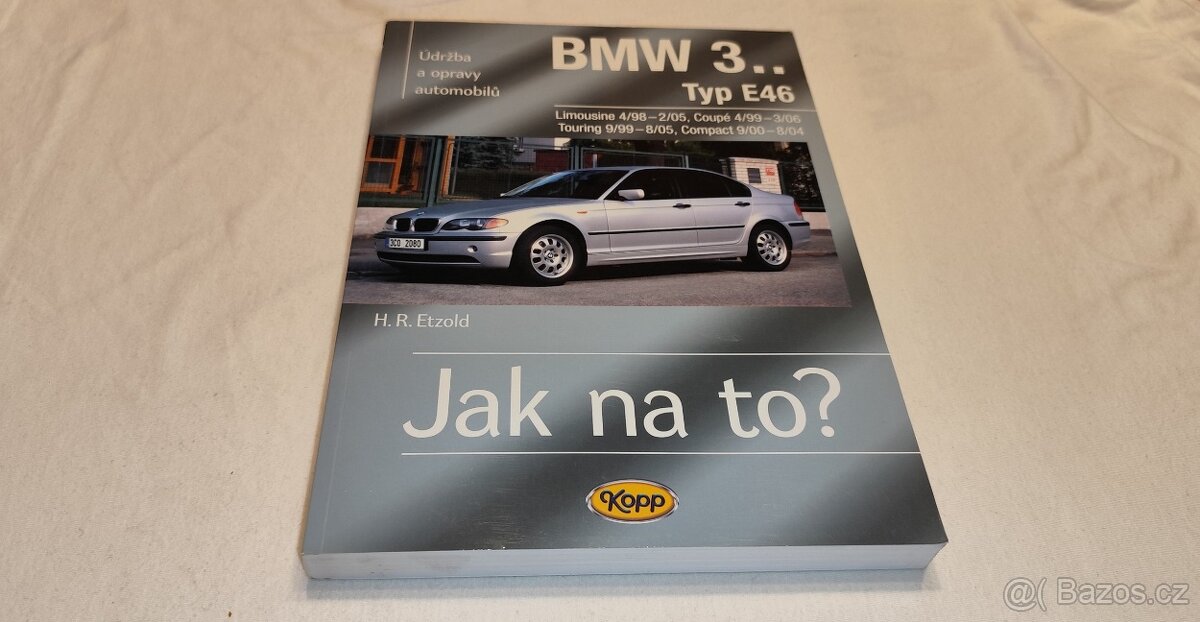 Údržba
a opravy
automobilů
BMW 3..
Typ E46
Limousine 4/98–2/05, Coupé 4/99–3/06
Touring 9/99–8/05, Compact 9/00–8/04
3C0 2080
H. R. Etzold
Jak na to?
Kopp
@( Bazos.cz